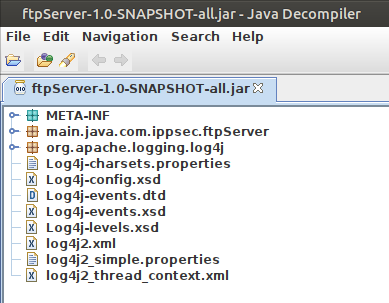 ftpServer-1.0-SNAPSHOT-all.jar - Java Decompiler
File Edit Navigation Search Help
ftpServer-1.0-SNAPSHOT-all.jar
META-INF
main.java.com.ippsec.ftpServer
org.apache.logging.log4j
Log4j-charsets.properties
Log4j-config.xsd
Log4j-events.dtd
Log4j-events.xsd
Log4j-levels.xsd
log4j2.xml
log4j2_simple.properties
log4j2_thread_context.xml